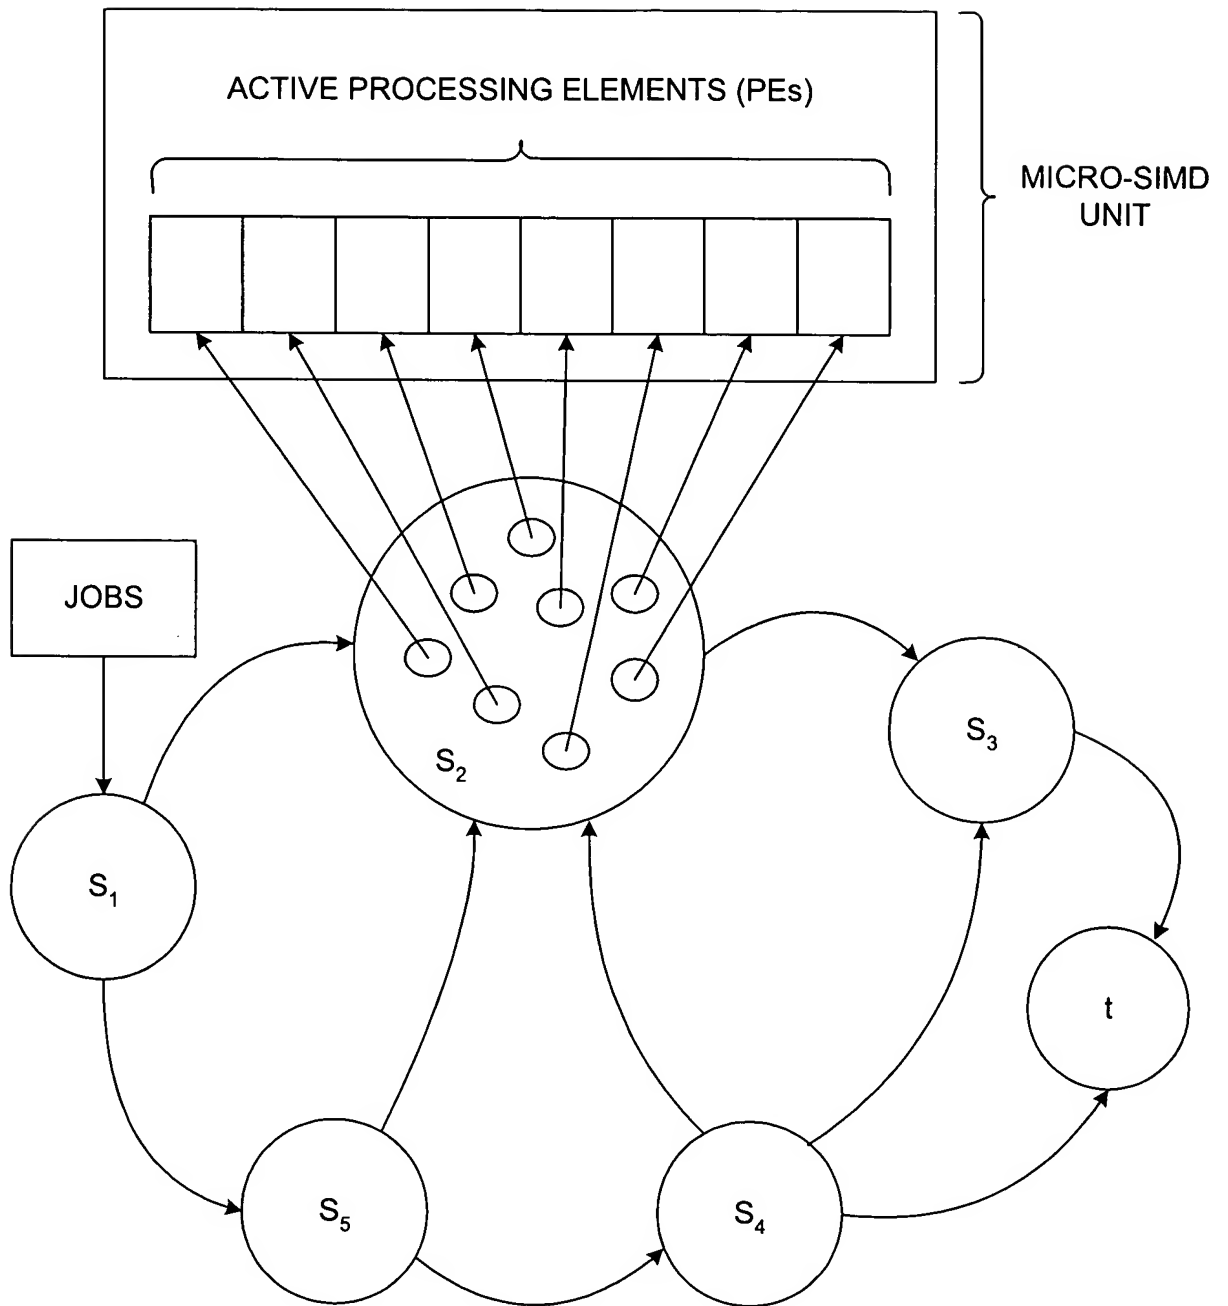 ACTIVE PROCESSING ELEMENTS (PEs)
MICRO-SIMD
UNIT
JOBS
S₂
S₃
S₁
t
S₅
S₄